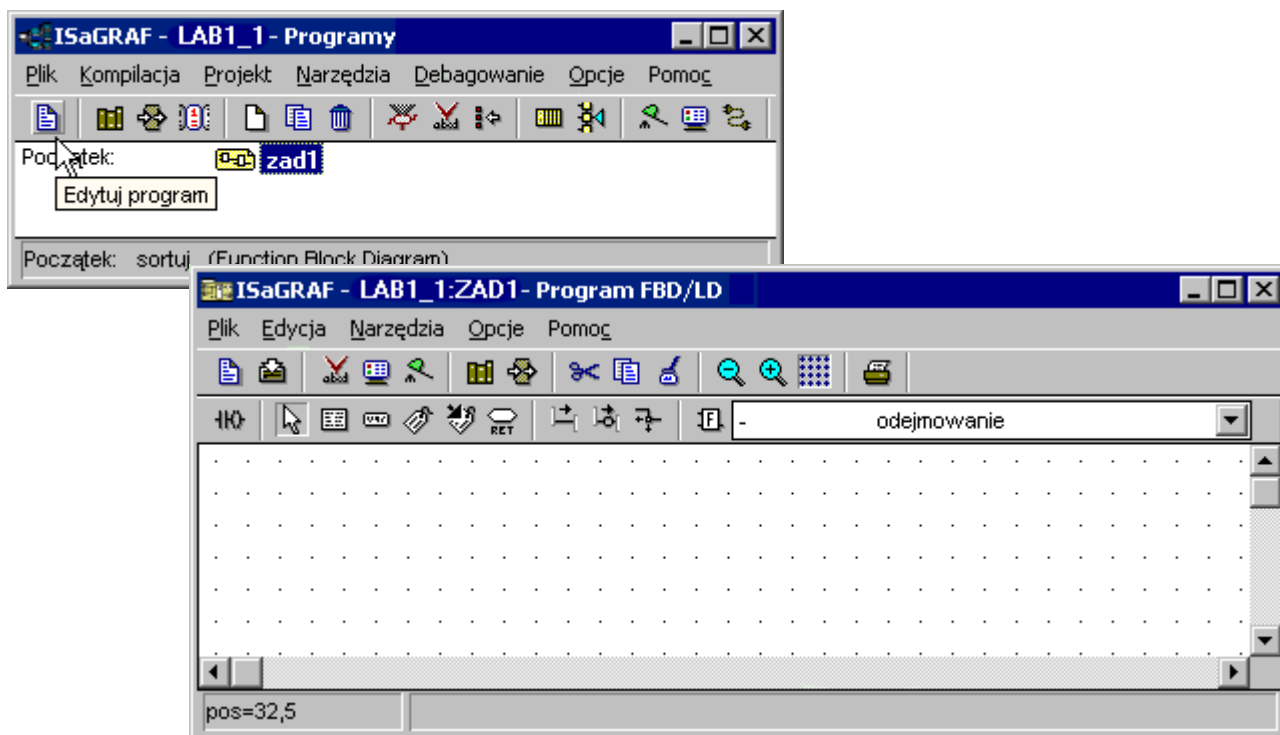 ISaGRAF - LAB1_1 - Programy
Plik Kompilacja Projekt Narzędzia Debagowanie Opcje Pomoc
Początek: zad1
Edytuj program
Początek: sortuj (Function Block Diagram)
ISaGRAF - LAB1_1:ZAD1- Program FBD/LD
Plik Edycja Narzędzia Opcje Pomoc
RET F - odejmowanie
pos=32,5